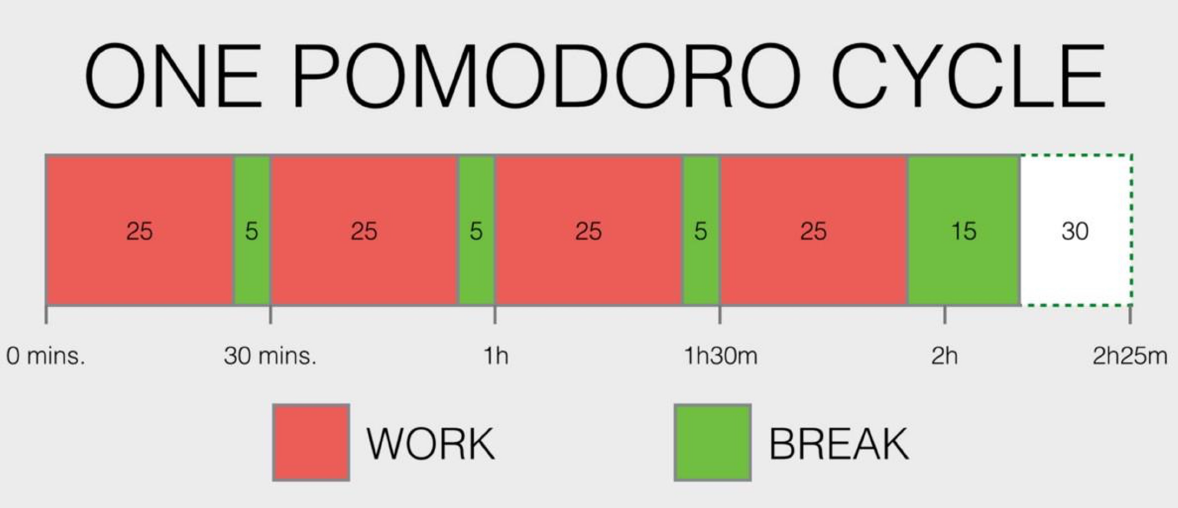 ONE POMODORO CYCLE
25 5 25 5 25 5 25 15 30
0 mins. 30 mins. 1h 1h30m 2h 2h25m
WORK BREAK